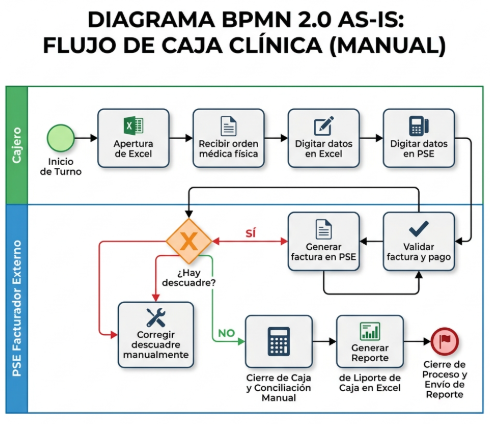 DIAGRAMA BPMN 2.0 AS-IS:
FLUJO DE CAJA CLÍNICA (MANUAL)
Cajero
Inicio
de Turno
Apertura
de Excel
Recibir orden
médica física
Digitar datos
en Excel
Digitar datos
en PSE
PSE Facturador Externo
X
¿Hay
descuadre?
SÍ
Generar
factura en PSE
Validar
factura y pago
Corregir
descuadre
manualmente
NO
Cierre de Caja
y Conciliación
Manual
Generar
Reporte
de Liporte de
Caja en Excel
Cierre de
Proceso y
Envío de
Reporte